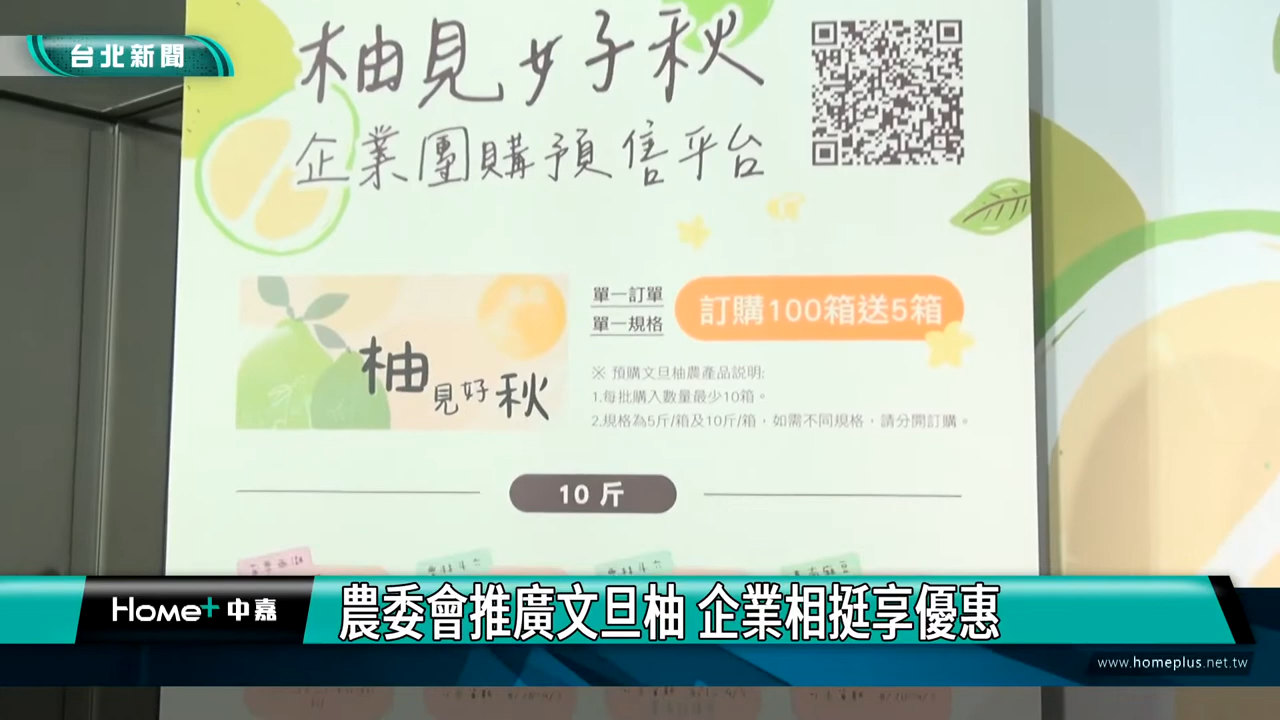 台北新聞
柚見好秋
企業團購預售平台
單一訂單
單一規格
訂購100箱送5箱
柚見好秋
※ 預購文旦柚農產品說明:
1.每批購入數量最少10箱。
2.規格為5斤/箱及10斤/箱，如需不同規格，請分開訂購。
10 斤
Home+ 中嘉
農委會推廣文旦柚 企業相挺享優惠
www.homeplus.net.tw